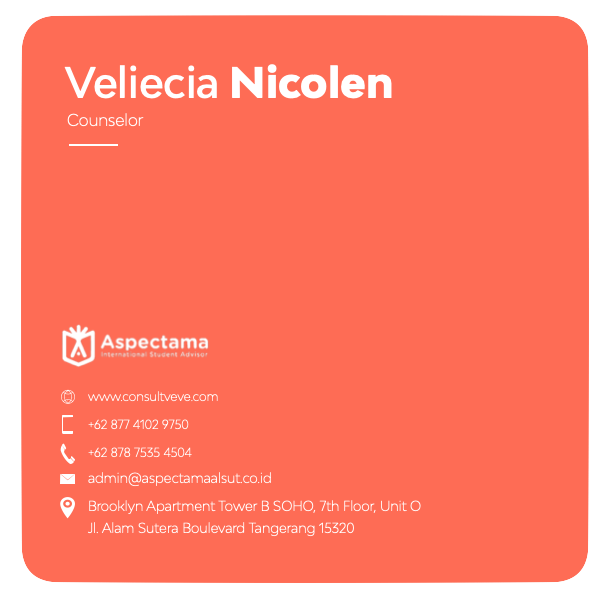 Veliecia Nicolen
Counselor
Aspectama
International Student Advisor
www.consultveve.com
+62 877 4102 9750
+62 878 7535 4504
admin@aspectamaalsut.co.id
Brooklyn Apartment Tower B SOHO, 7th Floor, Unit O
Jl. Alam Sutera Boulevard Tangerang 15320